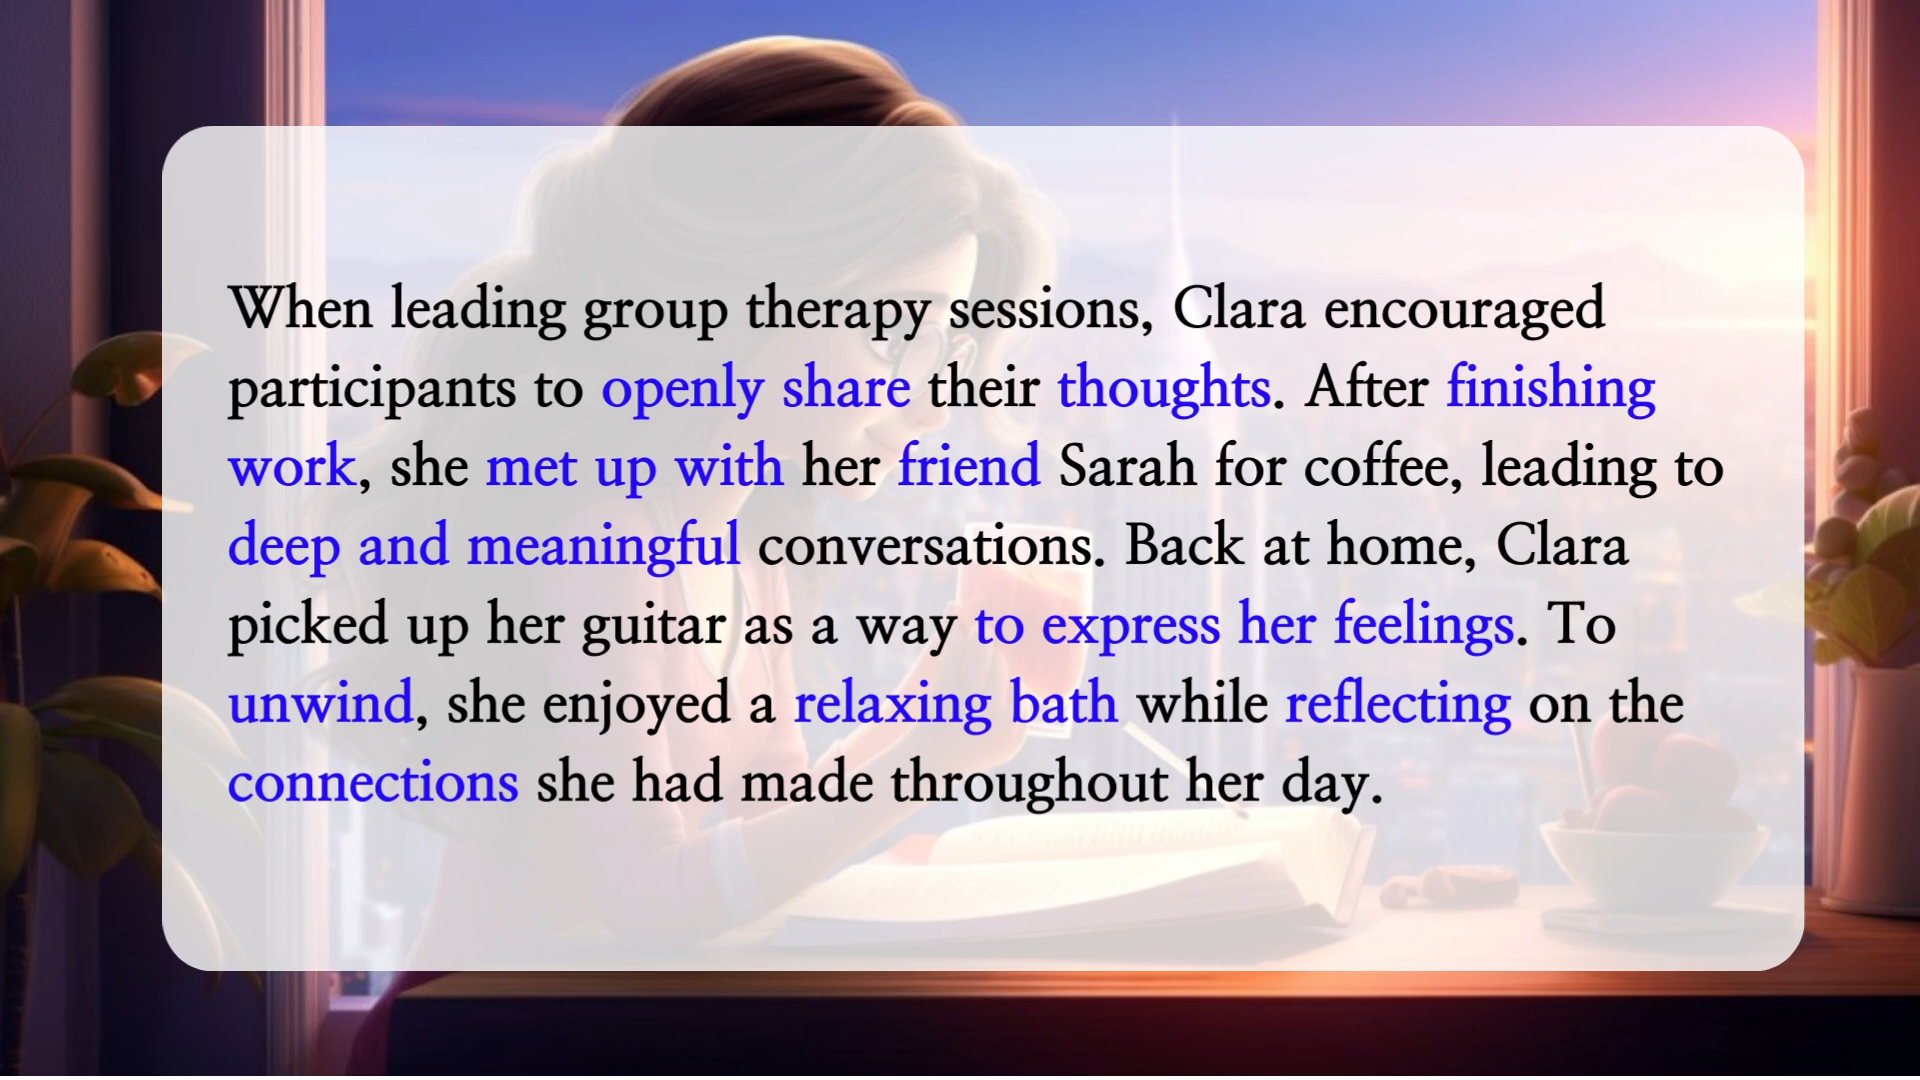 When leading group therapy sessions, Clara encouraged
participants to openly share their thoughts. After finishing
work, she met up with her friend Sarah for coffee, leading to
deep and meaningful conversations. Back at home, Clara
picked up her guitar as a way to express her feelings. To
unwind, she enjoyed a relaxing bath while reflecting on the
connections she had made throughout her day.